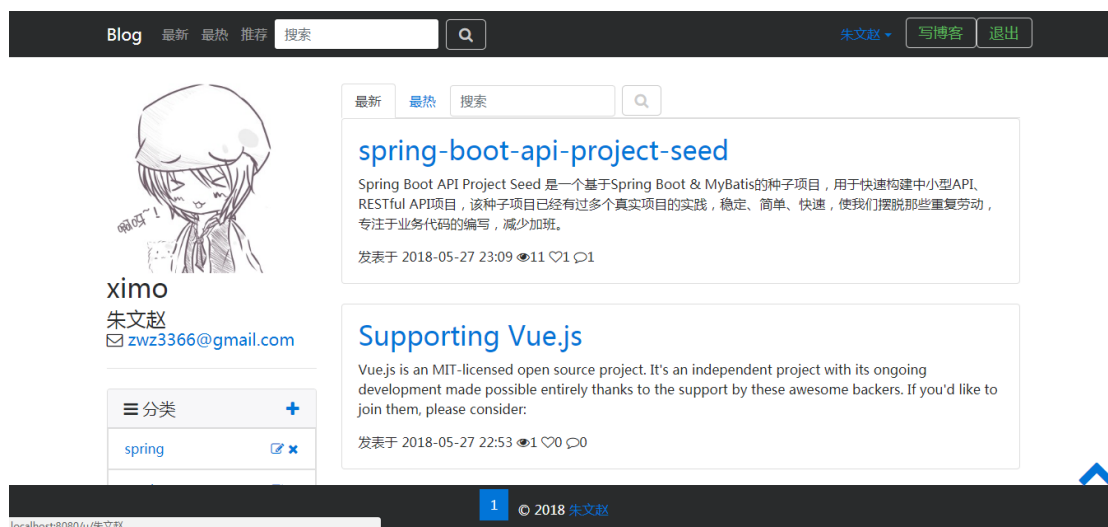 Blog 最新 最热 推荐 搜索 朱文赵 写博客 退出
啊哎~!
ximo
朱文赵
zwz3366@gmail.com
分类
spring
最新 最热 搜索
spring-boot-api-project-seed
Spring Boot API Project Seed 是一个基于Spring Boot & MyBatis的种子项目，用于快速构建中小型API、
RESTful API项目，该种子项目已经有过多个真实项目的实践，稳定、简单、快速，使我们摆脱那些重复劳动，
专注于业务代码的编写，减少加班。
发表于 2018-05-27 23:09 11 1 1
Supporting Vue.js
Vue.js is an MIT-licensed open source project. It's an independent project with its ongoing
development made possible entirely thanks to the support by these awesome backers. If you'd like to
join them, please consider:
发表于 2018-05-27 22:53 1 0 0
1 © 2018 朱文赵
localhost:8080/u/朱文赵